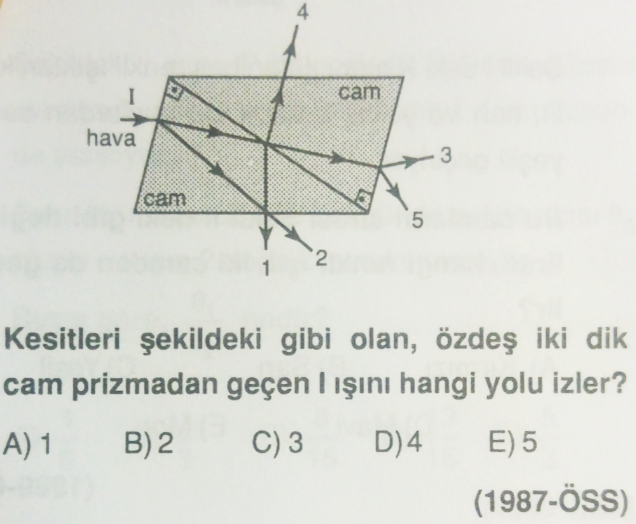 4
I
cam
hava
3
cam
5
2
1
Kesitleri şekildeki gibi olan, özdeş iki dik
cam prizmadan geçen I ışını hangi yolu izler?
A) 1 B) 2 C) 3 D) 4 E) 5
(1987-ÖSS)